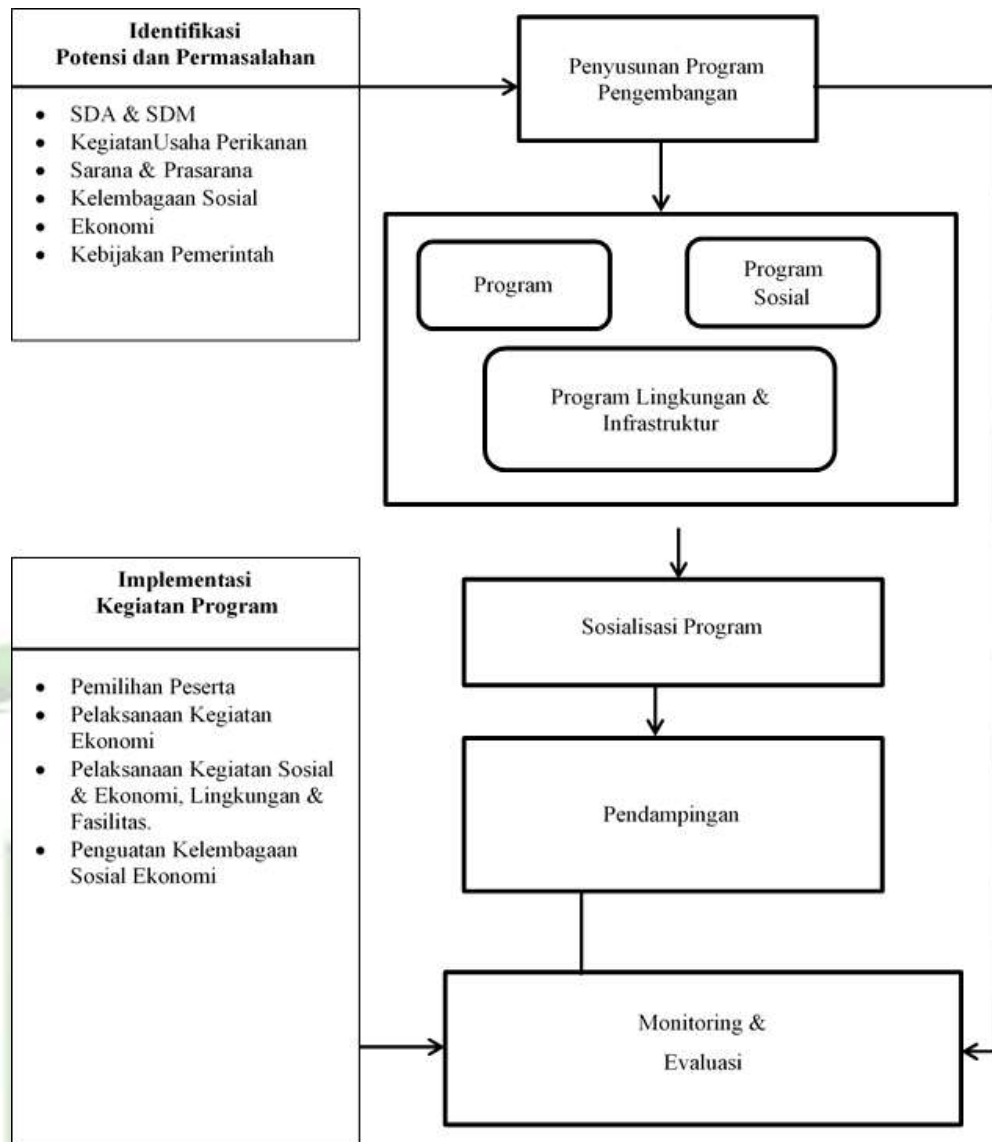 Identifikasi
Potensi dan Permasalahan
• SDA & SDM
• KegiatanUsaha Perikanan
• Sarana & Prasarana
• Kelembagaan Sosial
• Ekonomi
• Kebijakan Pemerintah
Penyusunan Program
Pengembangan
Program
Program
Sosial
Program Lingkungan &
Infrastruktur
Implementasi
Kegiatan Program
• Pemilihan Peserta
• Pelaksanaan Kegiatan
Ekonomi
• Pelaksanaan Kegiatan Sosial
& Ekonomi, Lingkungan &
Fasilitas.
• Penguatan Kelembagaan
Sosial Ekonomi
Sosialisasi Program
Pendampingan
Monitoring &
Evaluasi